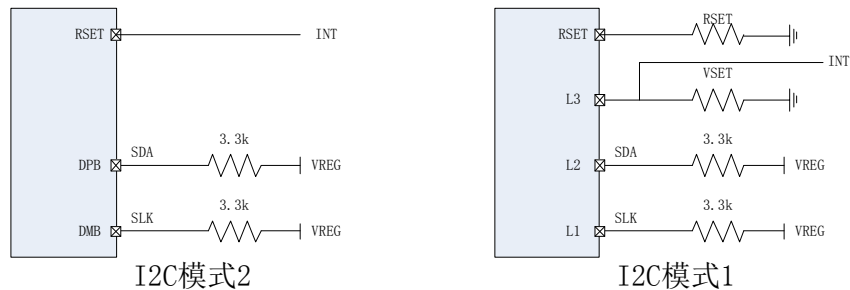 RSET
INT
DPB
SDA
3.3k
VREG
DMB
SLK
3.3k
VREG
I2C模式2
RSET
RSET
INT
L3
VSET
L2
SDA
3.3k
VREG
L1
SLK
3.3k
VREG
I2C模式1